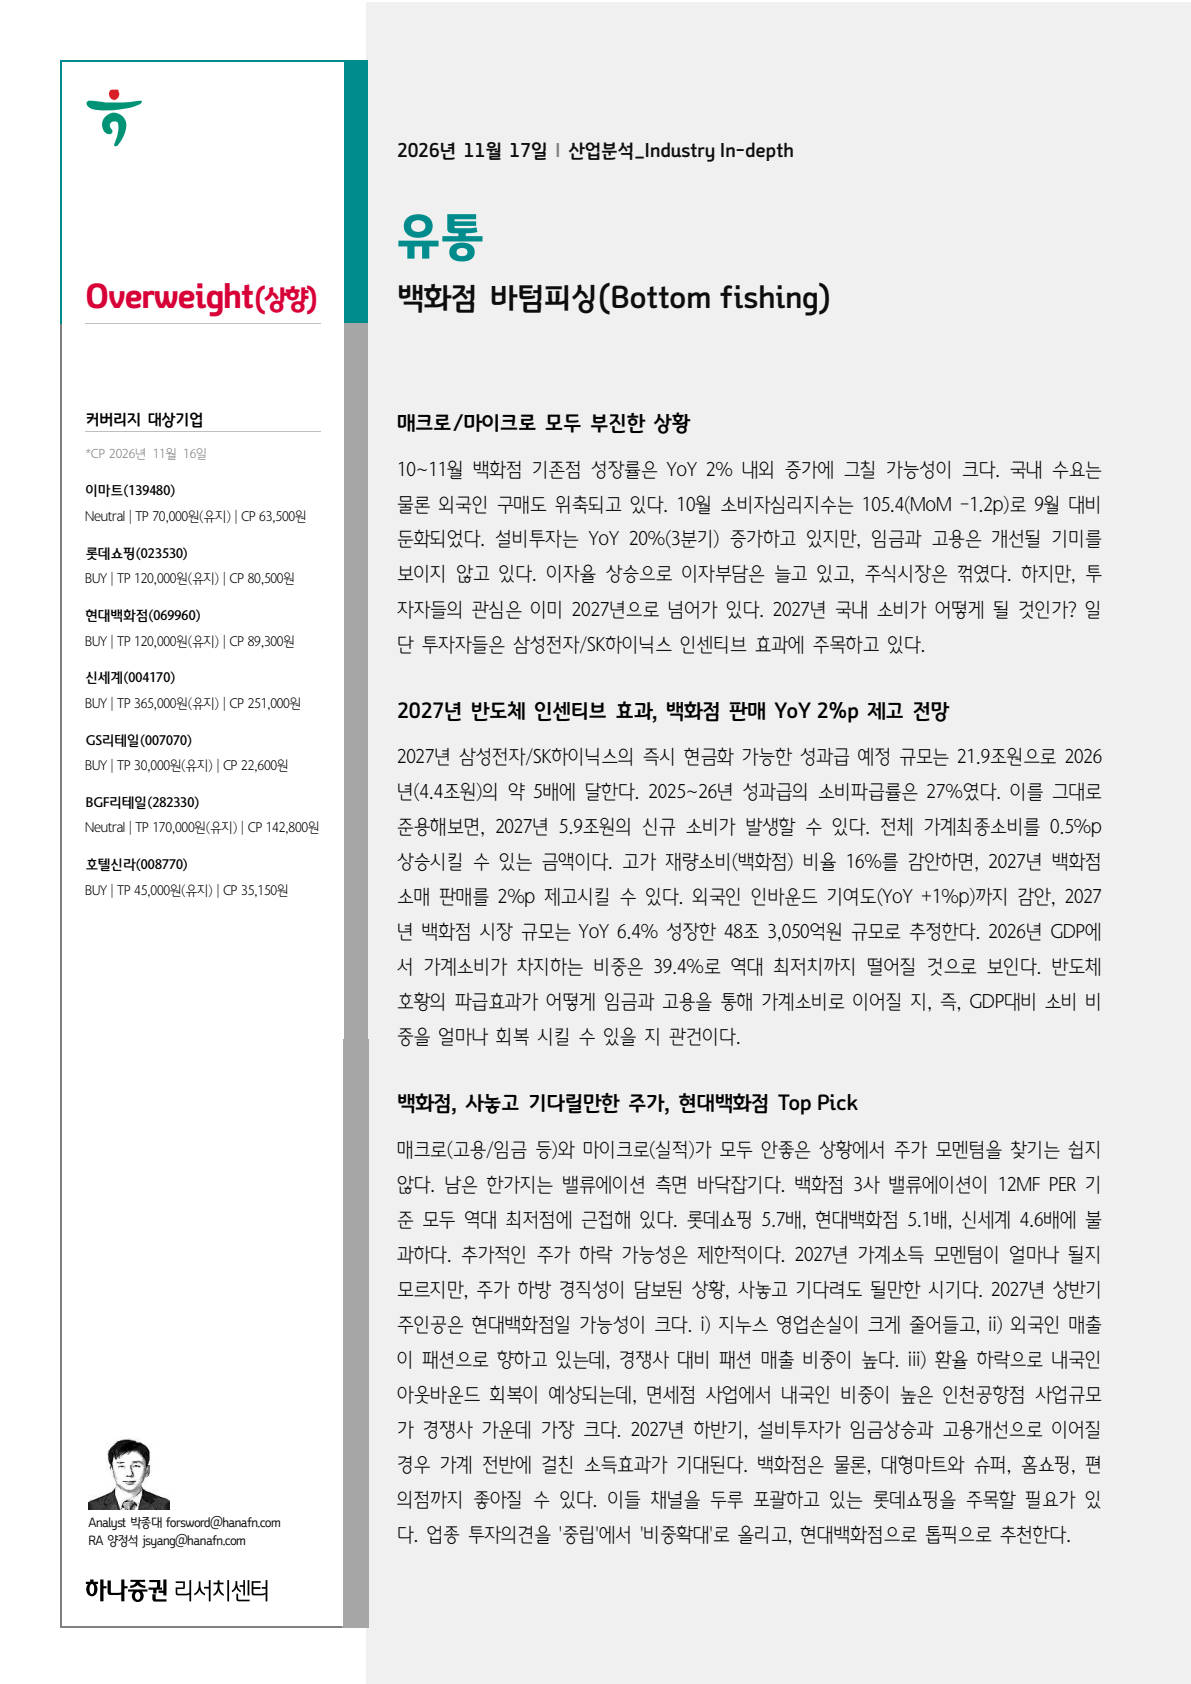 2026년 11월 17일 | 산업분석_Industry In-depth
유통
Overweight(상향)
백화점 바텀피싱(Bottom fishing)
커버리지 대상기업
*CP 2026년 11월 16일
이마트(139480)
Neutral | TP 70,000원(유지) | CP 63,500원
롯데쇼핑(023530)
BUY | TP 120,000원(유지) | CP 80,500원
현대백화점(069960)
BUY | TP 120,000원(유지) | CP 89,300원
신세계(004170)
BUY | TP 365,000원(유지) | CP 251,000원
GS리테일(007070)
BUY | TP 30,000원(유지) | CP 22,600원
BGF리테일(282330)
Neutral | TP 170,000원(유지) | CP 142,800원
호텔신라(008770)
BUY | TP 45,000원(유지) | CP 35,150원
Analyst 박종대 forsword@hanafn.com
RA 양정석 jsyang@hanafn.com
하나증권 리서치센터
매크로/마이크로 모두 부진한 상황
10~11월 백화점 기존점 성장률은 YoY 2% 내외 증가에 그칠 가능성이 크다. 국내 수요는
물론 외국인 구매도 위축되고 있다. 10월 소비자심리지수는 105.4(MoM -1.2p)로 9월 대비
둔화되었다. 설비투자는 YoY 20%(3분기) 증가하고 있지만, 임금과 고용은 개선될 기미를
보이지 않고 있다. 이자율 상승으로 이자부담은 늘고 있고, 주식시장은 꺾였다. 하지만, 투
자자들의 관심은 이미 2027년으로 넘어가 있다. 2027년 국내 소비가 어떻게 될 것인가? 일
단 투자자들은 삼성전자/SK하이닉스 인센티브 효과에 주목하고 있다.
2027년 반도체 인센티브 효과, 백화점 판매 YoY 2%p 제고 전망
2027년 삼성전자/SK하이닉스의 즉시 현금화 가능한 성과급 예정 규모는 21.9조원으로 2026
년(4.4조원)의 약 5배에 달한다. 2025~26년 성과급의 소비파급률은 27%였다. 이를 그대로
준용해보면, 2027년 5.9조원의 신규 소비가 발생할 수 있다. 전체 가계최종소비를 0.5%p
상승시킬 수 있는 금액이다. 고가 재량소비(백화점) 비율 16%를 감안하면, 2027년 백화점
소매 판매를 2%p 제고시킬 수 있다. 외국인 인바운드 기여도(YoY +1%p)까지 감안, 2027
년 백화점 시장 규모는 YoY 6.4% 성장한 48조 3,050억원 규모로 추정한다. 2026년 GDP에
서 가계소비가 차지하는 비중은 39.4%로 역대 최저치까지 떨어질 것으로 보인다. 반도체
호황의 파급효과가 어떻게 임금과 고용을 통해 가계소비로 이어질 지, 즉, GDP대비 소비 비
중을 얼마나 회복 시킬 수 있을 지 관건이다.
백화점, 사놓고 기다릴만한 주가, 현대백화점 Top Pick
매크로(고용/임금 등)와 마이크로(실적)가 모두 안좋은 상황에서 주가 모멘텀을 찾기는 쉽지
않다. 남은 한가지는 밸류에이션 측면 바닥잡기다. 백화점 3사 밸류에이션이 12MF PER 기
준 모두 역대 최저점에 근접해 있다. 롯데쇼핑 5.7배, 현대백화점 5.1배, 신세계 4.6배에 불
과하다. 추가적인 주가 하락 가능성은 제한적이다. 2027년 가계소득 모멘텀이 얼마나 될지
모르지만, 주가 하방 경직성이 담보된 상황, 사놓고 기다려도 될만한 시기다. 2027년 상반기
주인공은 현대백화점일 가능성이 크다. i) 지누스 영업손실이 크게 줄어들고, ii) 외국인 매출
이 패션으로 향하고 있는데, 경쟁사 대비 패션 매출 비중이 높다. iii) 환율 하락으로 내국인
아웃바운드 회복이 예상되는데, 면세점 사업에서 내국인 비중이 높은 인천공항점 사업규모
가 경쟁사 가운데 가장 크다. 2027년 하반기, 설비투자가 임금상승과 고용개선으로 이어질
경우 가계 전반에 걸친 소득효과가 기대된다. 백화점은 물론, 대형마트와 슈퍼, 홈쇼핑, 편
의점까지 좋아질 수 있다. 이들 채널을 두루 포괄하고 있는 롯데쇼핑을 주목할 필요가 있
다. 업종 투자의견을 '중립'에서 '비중확대'로 올리고, 현대백화점으로 톱픽으로 추천한다.